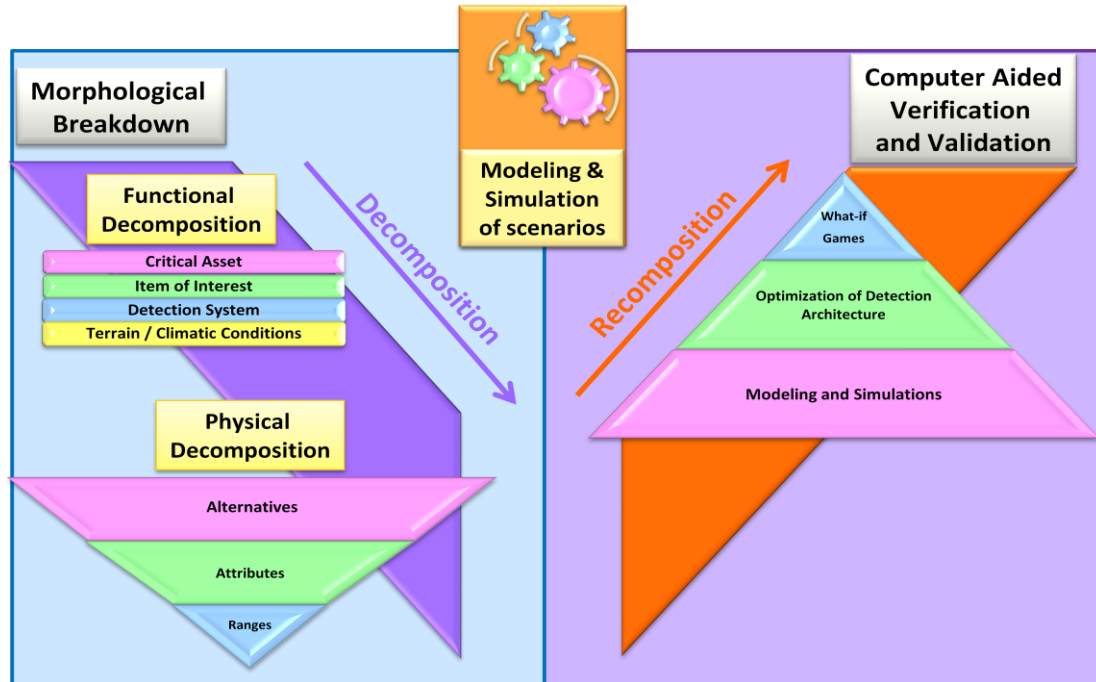 Morphological
Breakdown
Functional
Decomposition
Critical Asset
Item of Interest
Detection System
Terrain / Climatic Conditions
Physical
Decomposition
Alternatives
Attributes
Ranges
Decomposition
Modeling &
Simulation
of scenarios
Recomposition
Computer Aided
Verification
and Validation
What-if
Games
Optimization of Detection
Architecture
Modeling and Simulations